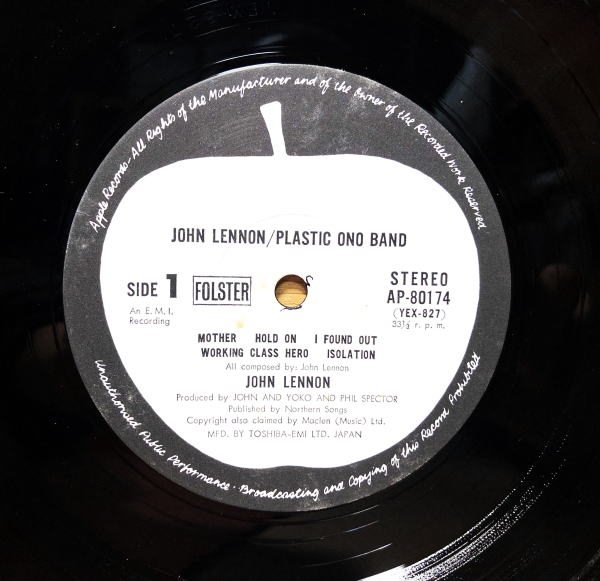 Apple Records - All Rights of the Manufacturer and of the Owner of the Recorded Work Reserved
JOHN LENNON/PLASTIC ONO BAND
SIDE 1
FOLSTER
STEREO
AP-80174
(YEX-827)
33⅓ r. p. m.
An E. M. I.
Recording
MOTHER HOLD ON I FOUND OUT
WORKING CLASS HERO ISOLATION
All composed by: John Lennon
JOHN LENNON
Produced by JOHN AND YOKO AND PHIL SPECTOR
Published by Northern Songs
Copyright also claimed by Maclen (Music) Ltd.
MFD. BY TOSHIBA-EMI LTD. JAPAN
Unauthorised Public Performance · Broadcasting and Copying of this Record Prohibited